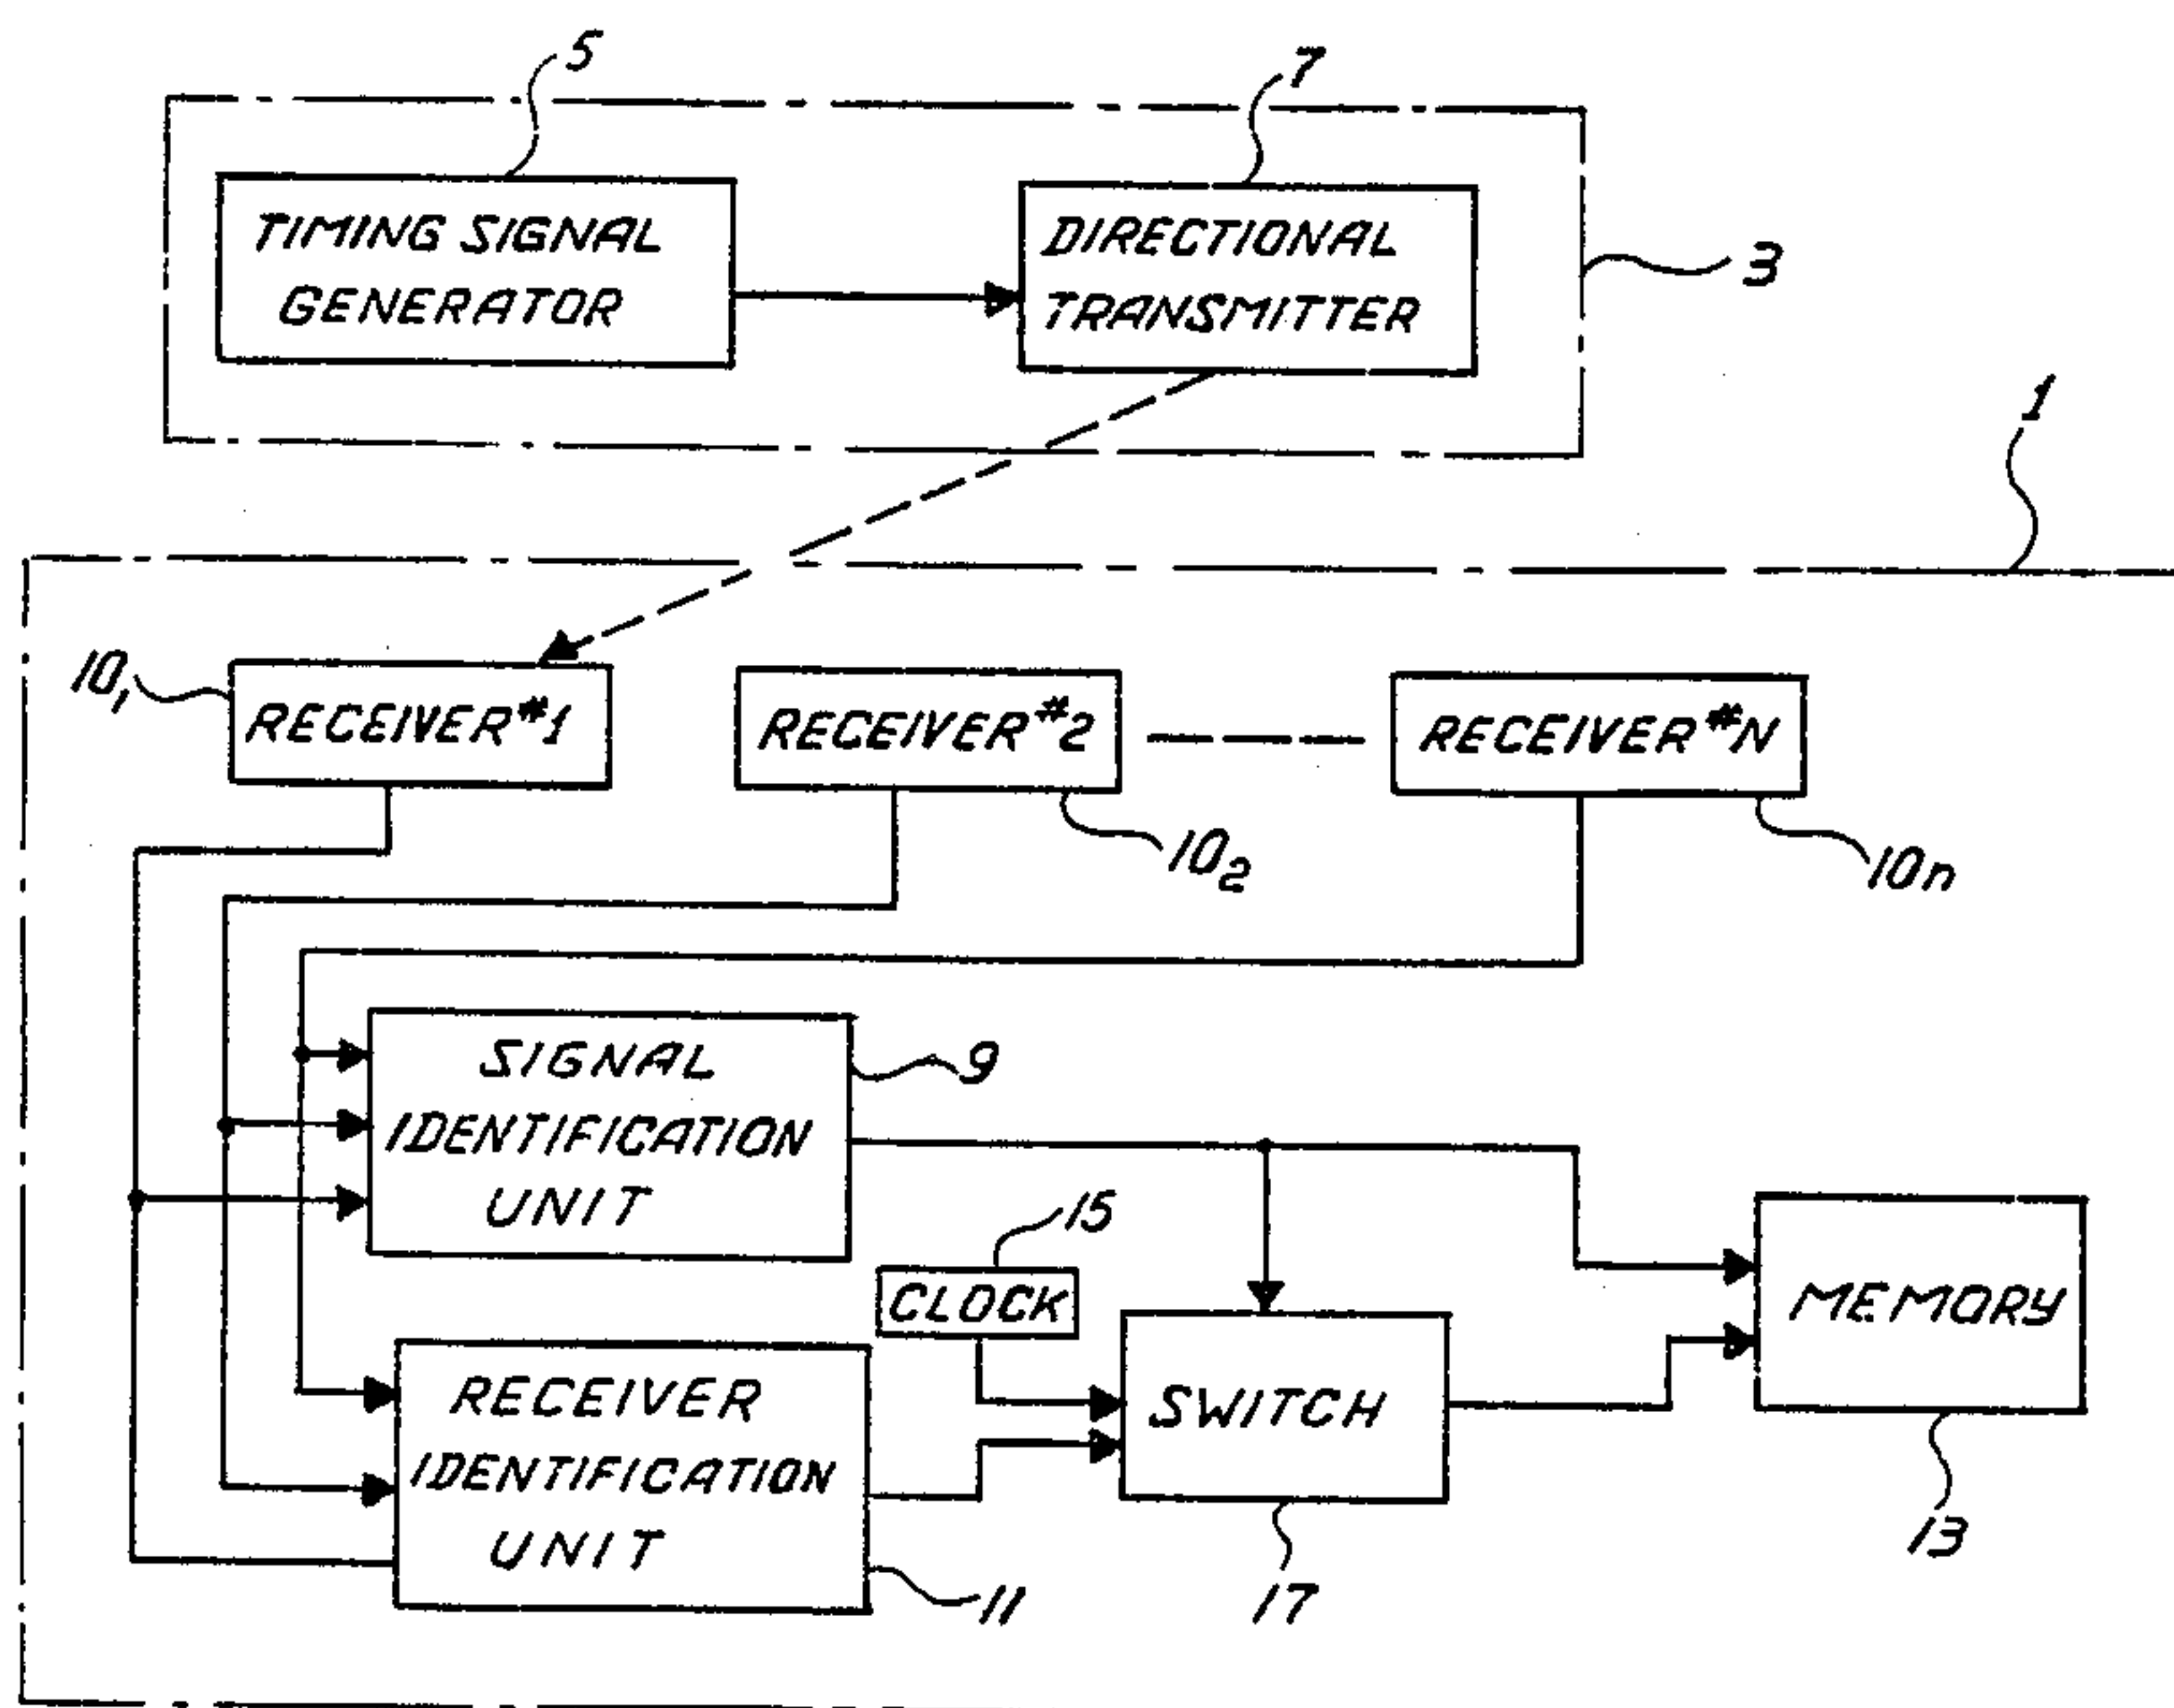 5
7
TIMING SIGNAL
GENERATOR
DIRECTIONAL
TRANSMITTER
3
1
10₁
RECEIVER #1
RECEIVER #2
RECEIVER #N
10₂
10n
SIGNAL
IDENTIFICATION
UNIT
9
15
CLOCK
MEMORY
RECEIVER
IDENTIFICATION
UNIT
SWITCH
13
11
17